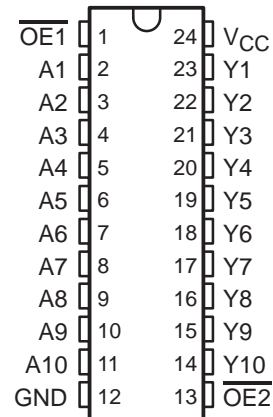 O̅E̅1̅ 1 24 VCC
A1 2 23 Y1
A2 3 22 Y2
A3 4 21 Y3
A4 5 20 Y4
A5 6 19 Y5
A6 7 18 Y6
A7 8 17 Y7
A8 9 16 Y8
A9 10 15 Y9
A10 11 14 Y10
GND 12 13 O̅E̅2̅